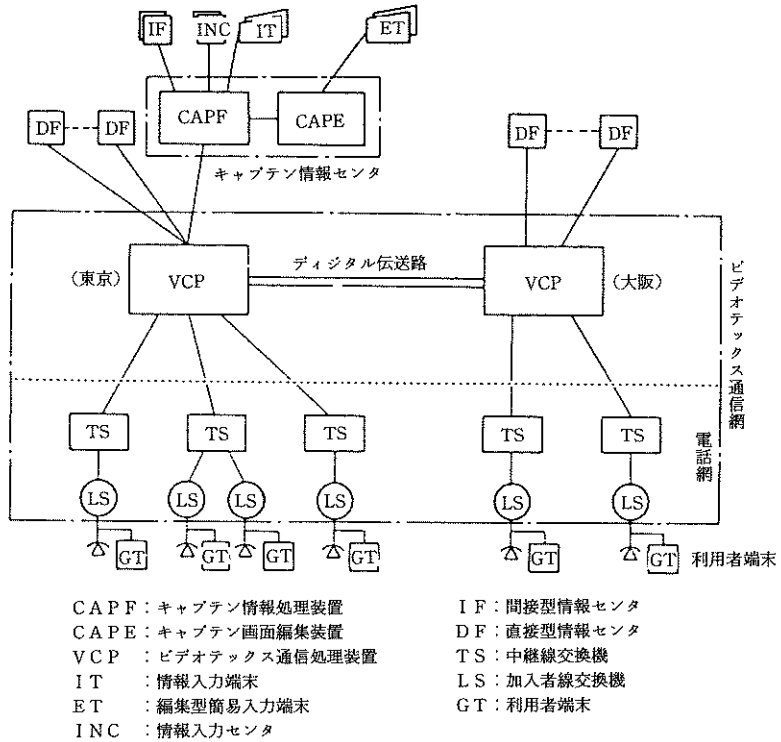 IF INC IT ET
CAPF CAPE
DF DF DF DF
キャプテン情報センタ
ディジタル伝送路
(東京) VCP VCP (大阪)
ビデオテックス通信網
TS TS TS TS TS
電話網
LS LS LS LS LS LS
GT GT GT GT GT GT 利用者端末
CAPF:キャプテン情報処理装置
CAPE:キャプテン画面編集装置
VCP:ビデオテックス通信処理装置
IT:情報入力端末
ET:編集型簡易入力端末
INC:情報入力センタ
IF:間接型情報センタ
DF:直接型情報センタ
TS:中継線交換機
LS:加入者線交換機
GT:利用者端末